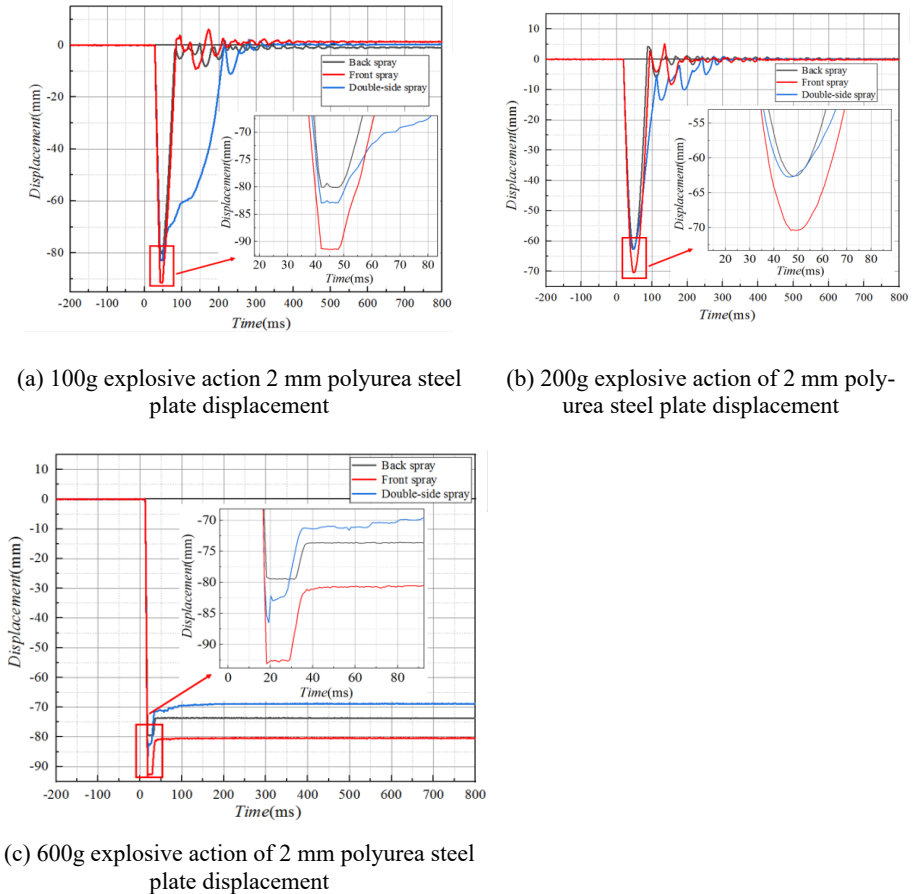 0
-20
-40
-60
-80
Displacement(mm)
Back spray
Front spray
Double-side spray
-70
-80
-90
Displacement(mm)
20 30 40 50 60 70 80
Time(ms)
-200 -100 0 100 200 300 400 500 600 700 800
Time(ms)
(a) 100g explosive action 2 mm polyurea steel
plate displacement
10
0
-10
-20
-30
-40
-50
-60
-70
Displacement(mm)
Back spray
Front spray
Double-side spray
-55
-60
-65
-70
Displacement(mm)
20 30 40 50 60 70 80
Time(ms)
-200 -100 0 100 200 300 400 500 600 700 800
Time(ms)
(b) 200g explosive action of 2 mm poly-
urea steel plate displacement
10
0
-10
-20
-30
-40
-50
-60
-70
-80
-90
Displacement(mm)
Back spray
Front spray
Double-side spray
-70
-75
-80
-85
-90
Displacement(mm)
0 20 40 60 80
Time(ms)
-200 -100 0 100 200 300 400 500 600 700 800
Time(ms)
(c) 600g explosive action of 2 mm polyurea steel
plate displacement